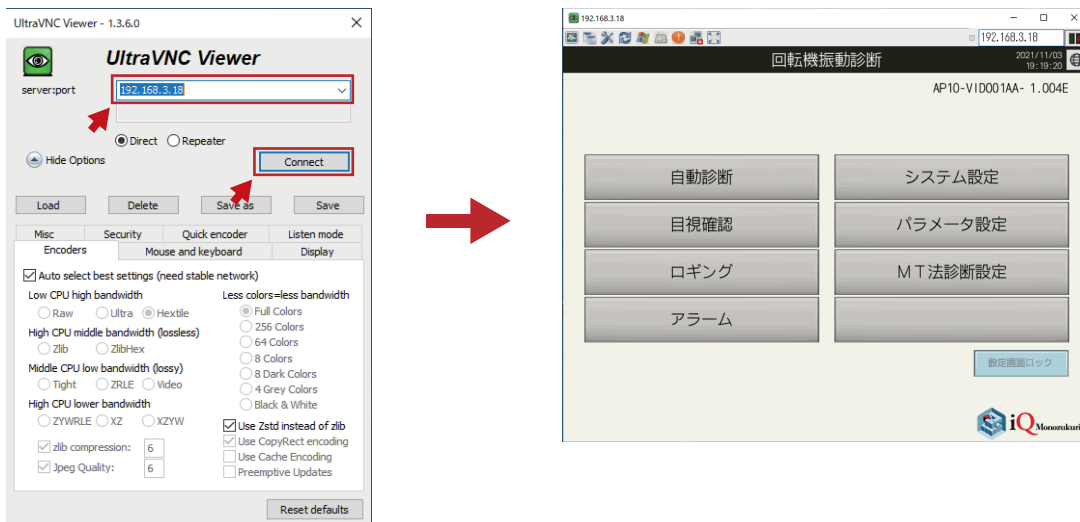 UltraVNC Viewer - 1.3.6.0
UltraVNC Viewer
server:port
192.168.3.18
Direct
Repeater
Hide Options
Connect
Load
Delete
Save as
Save
Misc
Security
Quick encoder
Listen mode
Encoders
Mouse and keyboard
Display
Auto select best settings (need stable network)
Low CPU high bandwidth
Raw
Ultra
Hextile
High CPU middle bandwidth (lossless)
Zlib
ZlibHex
Middle CPU low bandwidth (lossy)
Tight
ZRLE
Video
High CPU lower bandwidth
ZYWRLE
XZ
XZYW
zlib compression:
6
Jpeg Quality:
6
Less colors=less bandwidth
Full Colors
256 Colors
64 Colors
8 Colors
8 Dark Colors
4 Grey Colors
Black & White
Use Zstd instead of zlib
Use CopyRect encoding
Use Cache Encoding
Preemptive Updates
Reset defaults
192.168.3.18
192.168.3.18
回転機振動診断
2021/11/03
19:19:20
AP10-VID001AA- 1.004E
自動診断
システム設定
目視確認
パラメータ設定
ロギング
MT法診断設定
アラーム
設定画面ロック
iQ Monozukuri